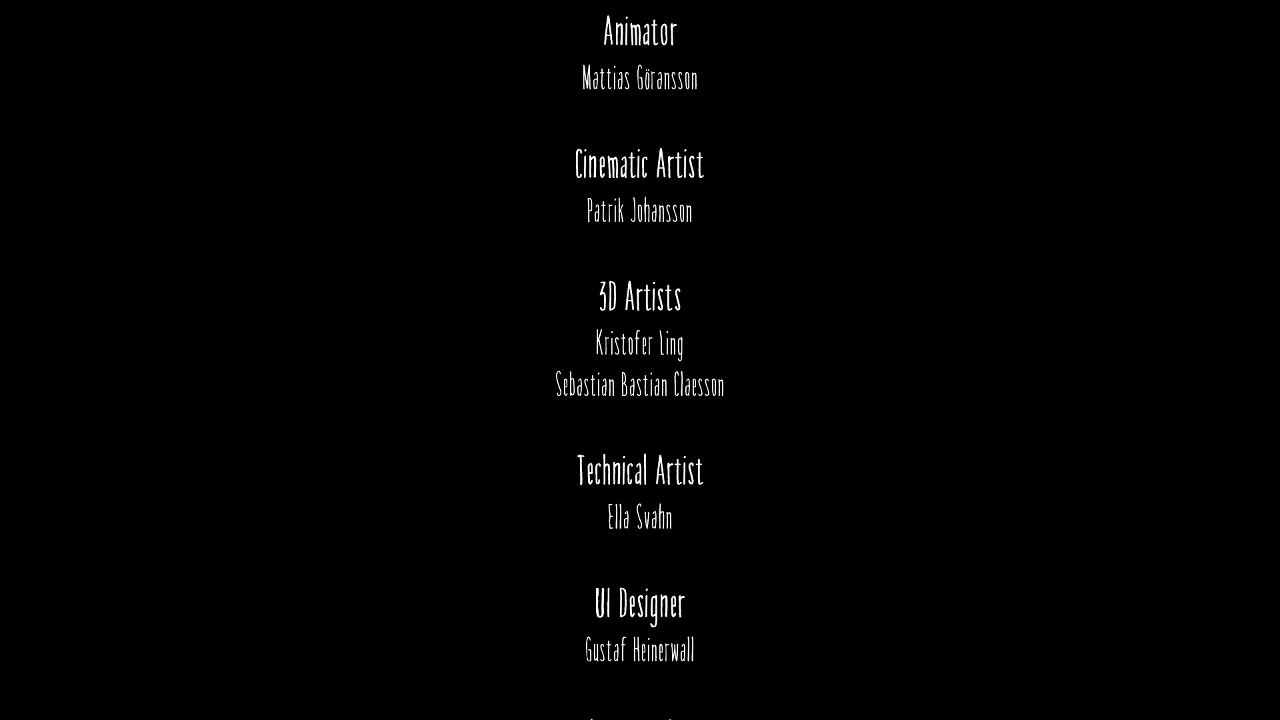 Animator
Mattias Göransson
Cinematic Artist
Patrik Johansson
3D Artists
Kristofer Ling
Sebastian Bastian Claesson
Technical Artist
Ella Svahn
UI Designer
Gustaf Heinerwall